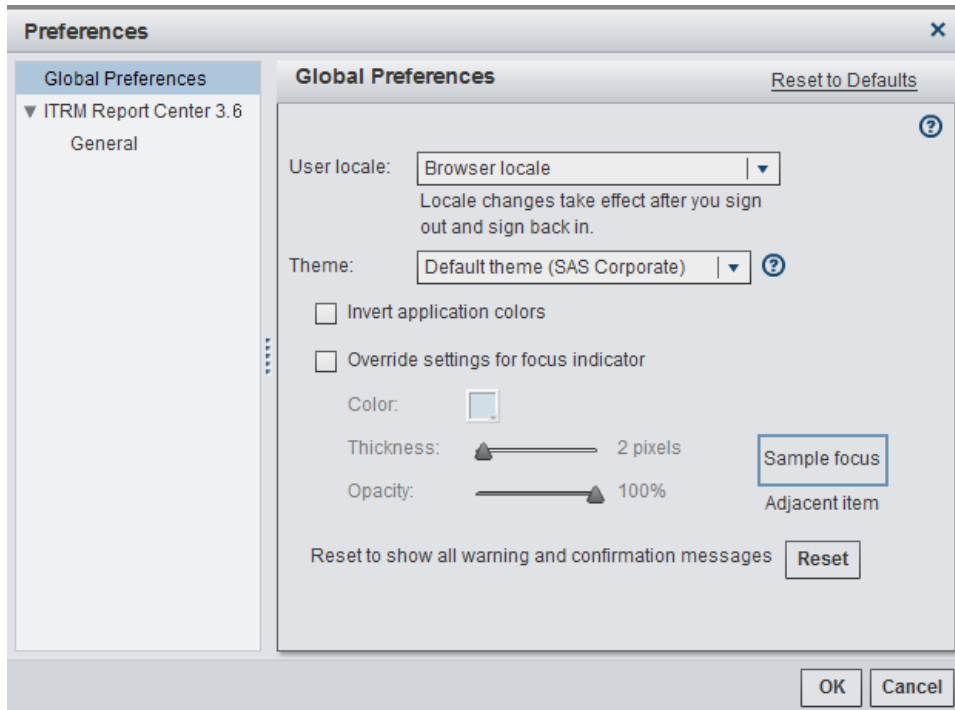 Preferences
Global Preferences
ITRM Report Center 3.6
General
Global Preferences
Reset to Defaults
User locale:
Browser locale
Locale changes take effect after you sign
out and sign back in.
Theme:
Default theme (SAS Corporate)
Invert application colors
Override settings for focus indicator
Color:
Thickness:
2 pixels
Sample focus
Opacity:
100%
Adjacent item
Reset to show all warning and confirmation messages
Reset
OK
Cancel